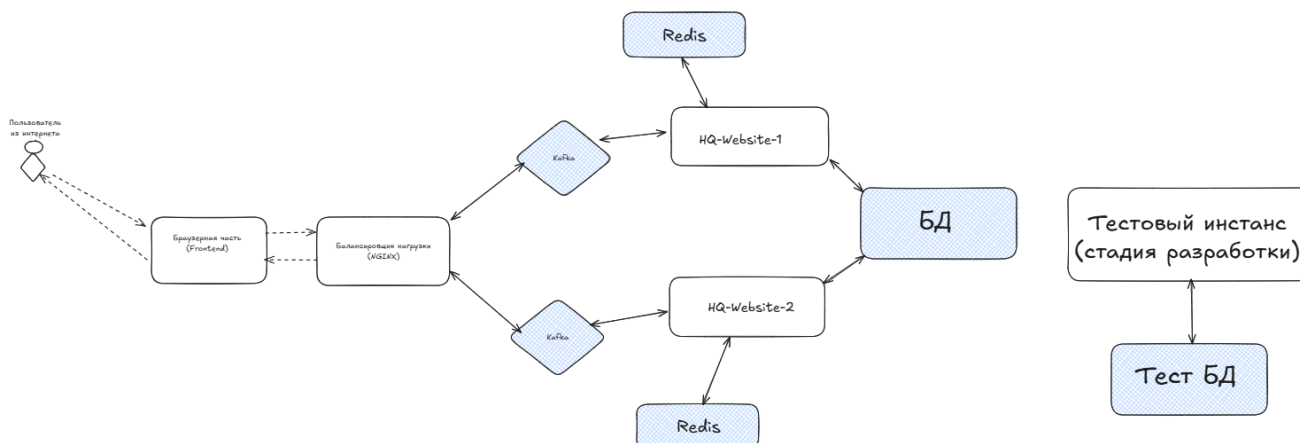 Redis
Пользователь
из интернета
HQ-Website-1
Kafka
БД
Тестовый инстанс
(стадия разработки)
Браузерная часть
(Frontend)
Балансировщик нагрузки
(NGINX)
HQ-Website-2
Kafka
Тест БД
Redis